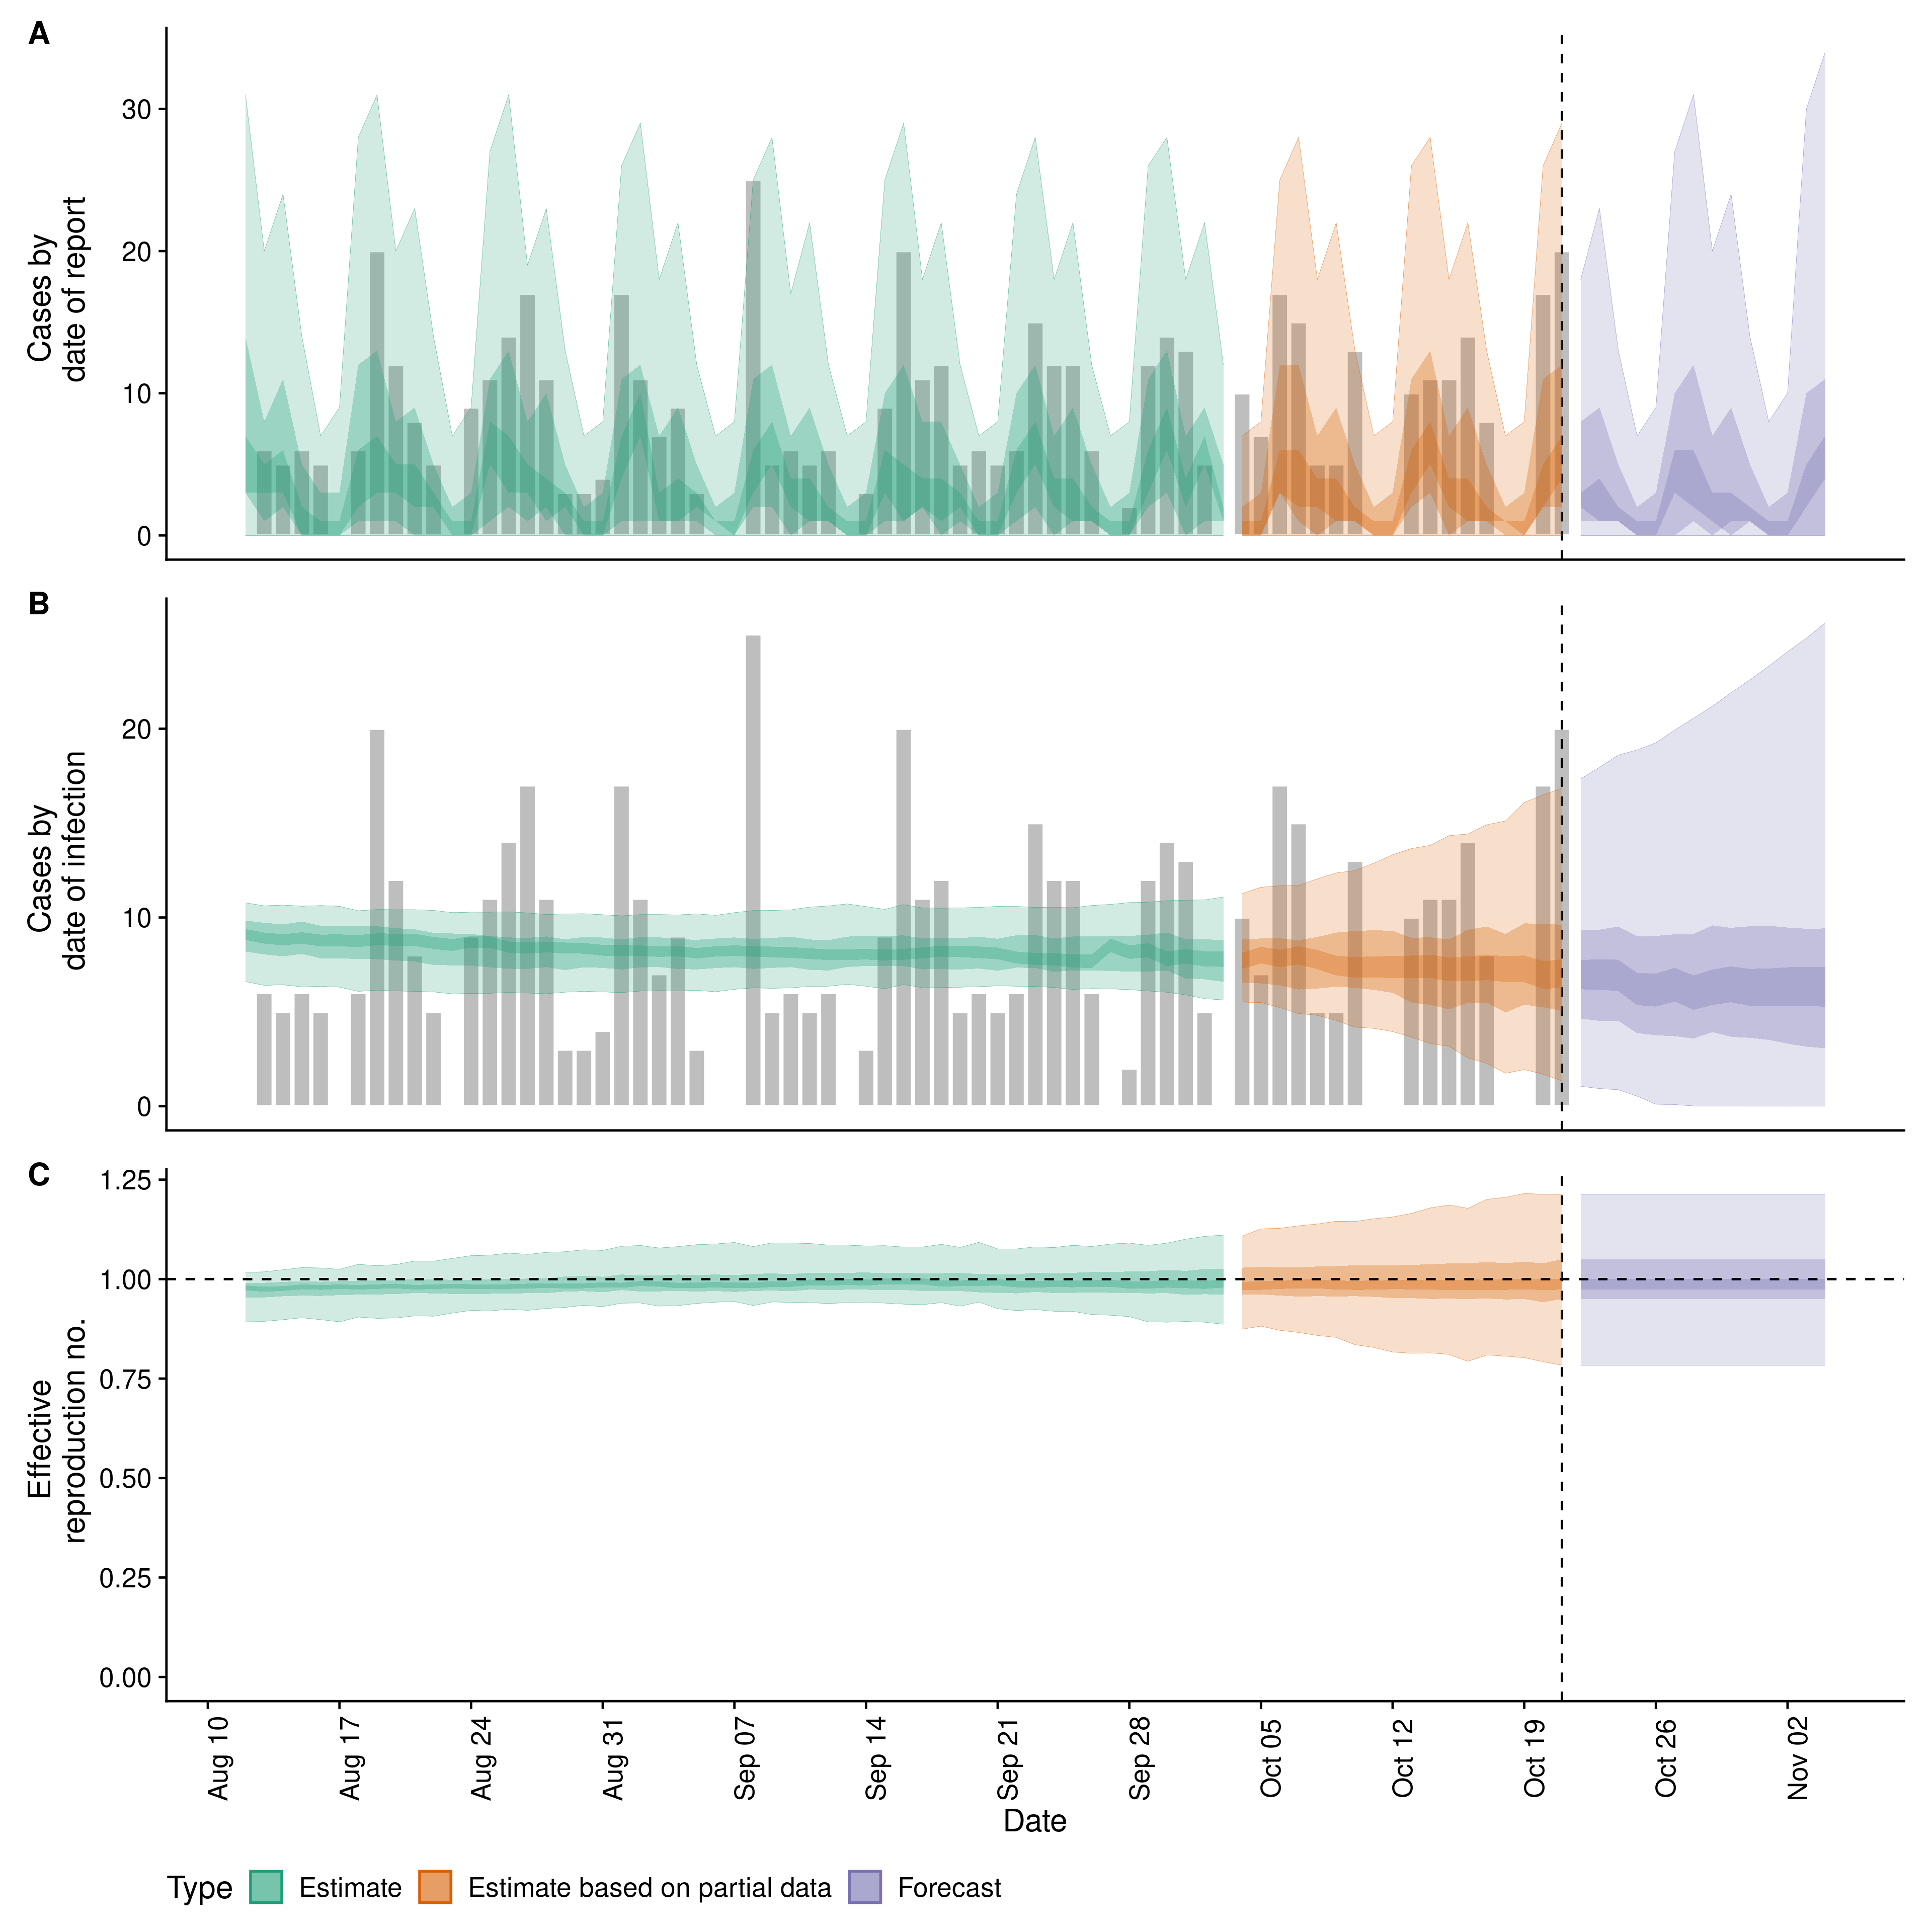 A
Cases by
date of report
30
20
10
0
B
Cases by
date of infection
20
10
0
C
Effective
reproduction no.
1.25
1.00
0.75
0.50
0.25
0.00
Aug 10
Aug 17
Aug 24
Aug 31
Sep 07
Sep 14
Sep 21
Sep 28
Oct 05
Oct 12
Oct 19
Oct 26
Nov 02
Date
Type Estimate Estimate based on partial data Forecast